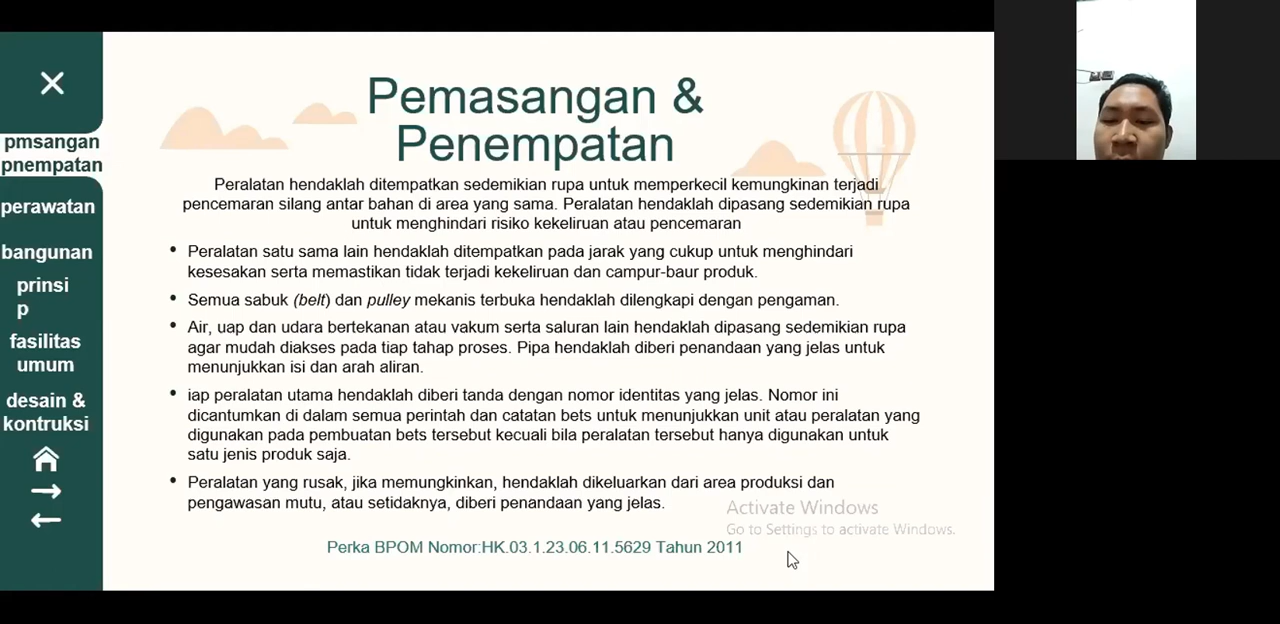 pmsangan
pnempatan
perawatan
bangunan
prinsi
p
fasilitas
umum
desain &
kontruksi
Pemasangan &
Penempatan
Peralatan hendaklah ditempatkan sedemikian rupa untuk memperkecil kemungkinan terjadi
pencemaran silang antar bahan di area yang sama. Peralatan hendaklah dipasang sedemikian rupa
untuk menghindari risiko kekeliruan atau pencemaran
• Peralatan satu sama lain hendaklah ditempatkan pada jarak yang cukup untuk menghindari
kesesakan serta memastikan tidak terjadi kekeliruan dan campur-baur produk.
• Semua sabuk (belt) dan pulley mekanis terbuka hendaklah dilengkapi dengan pengaman.
• Air, uap dan udara bertekanan atau vakum serta saluran lain hendaklah dipasang sedemikian rupa
agar mudah diakses pada tiap tahap proses. Pipa hendaklah diberi penandaan yang jelas untuk
menunjukkan isi dan arah aliran.
• iap peralatan utama hendaklah diberi tanda dengan nomor identitas yang jelas. Nomor ini
dicantumkan di dalam semua perintah dan catatan bets untuk menunjukkan unit atau peralatan yang
digunakan pada pembuatan bets tersebut kecuali bila peralatan tersebut hanya digunakan untuk
satu jenis produk saja.
• Peralatan yang rusak, jika memungkinkan, hendaklah dikeluarkan dari area produksi dan
pengawasan mutu, atau setidaknya, diberi penandaan yang jelas.
Activate Windows
Go to Settings to activate Windows.
Perka BPOM Nomor:HK.03.1.23.06.11.5629 Tahun 2011